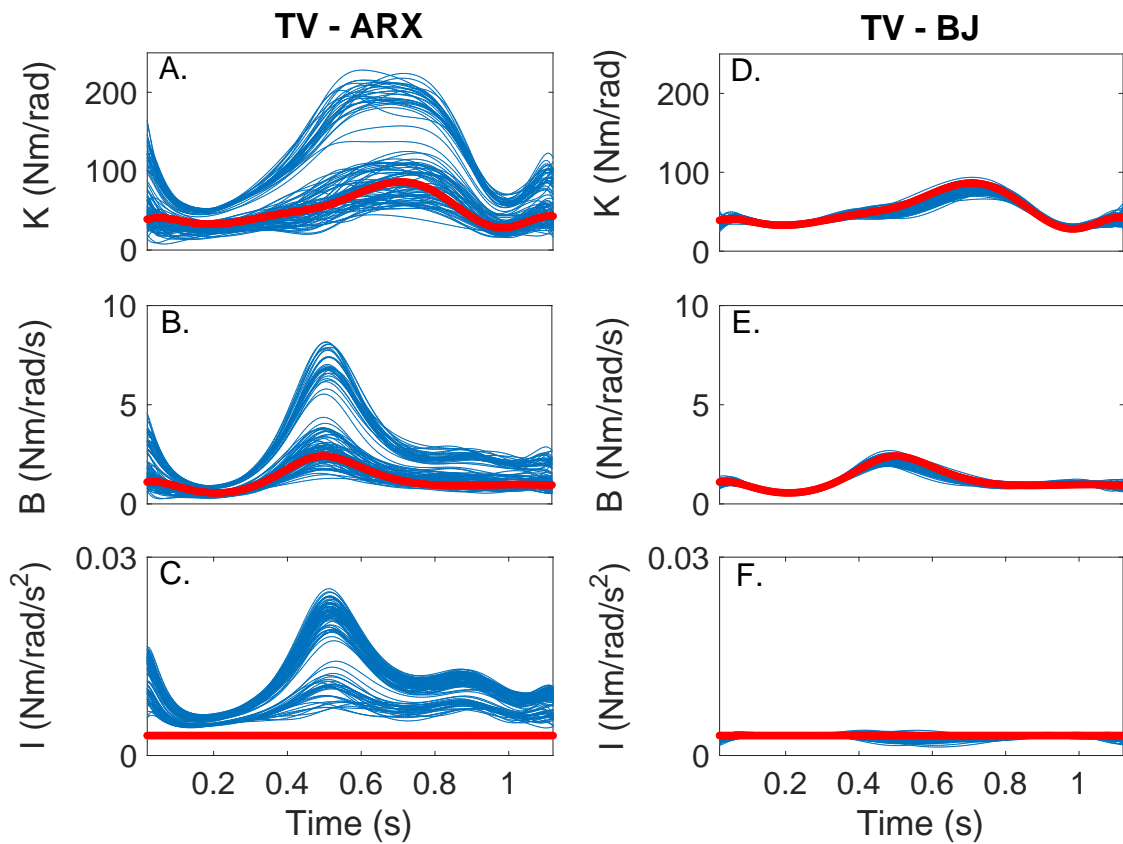 TV - ARX
A.
K (Nm/rad)
200
100
0
B.
B (Nm/rad/s)
10
5
0
C.
I (Nm/rad/s²)
0.03
0
0.2 0.4 0.6 0.8 1
Time (s)
TV - BJ
D.
K (Nm/rad)
200
100
0
E.
B (Nm/rad/s)
10
5
0
F.
I (Nm/rad/s²)
0.03
0
0.2 0.4 0.6 0.8 1
Time (s)